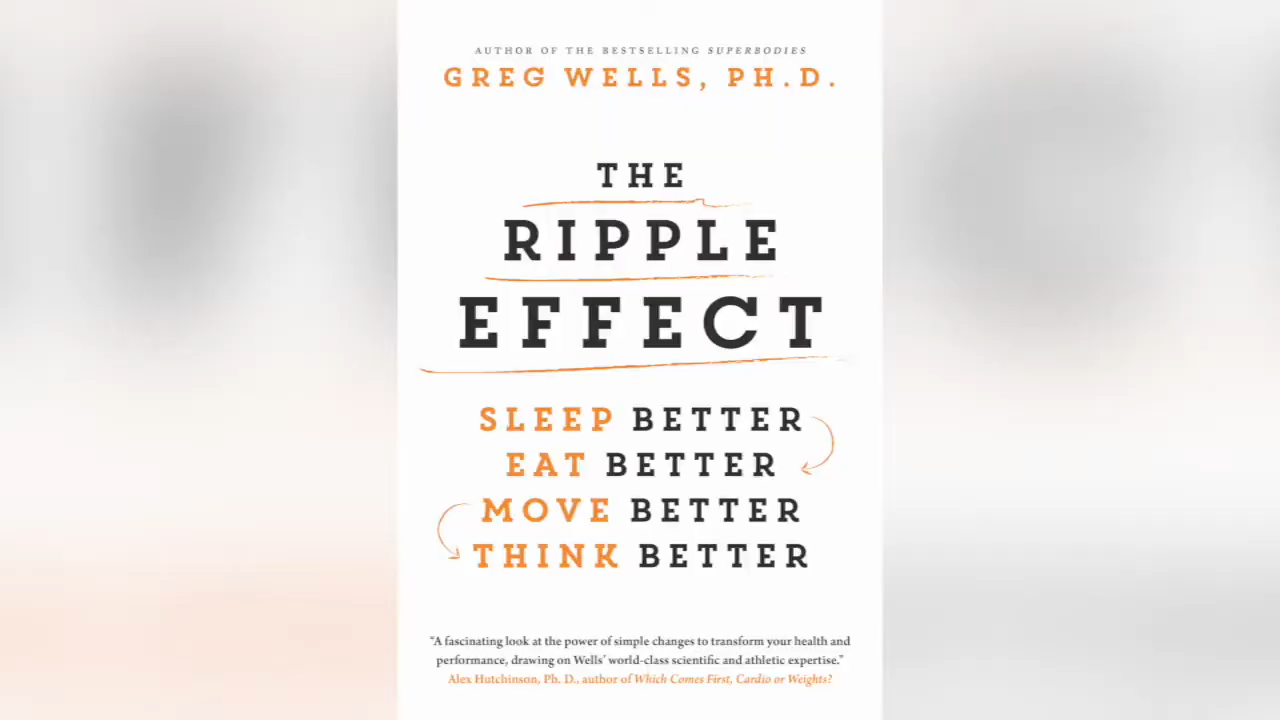 AUTHOR OF THE BESTSELLING SUPERBODIES
GREG WELLS, PH.D.
THE
RIPPLE
EFFECT
SLEEP BETTER
EAT BETTER
MOVE BETTER
THINK BETTER
“A fascinating look at the power of simple changes to transform your health and
performance, drawing on Wells’ world-class scientific and athletic expertise.”
Alex Hutchinson, Ph. D., author of Which Comes First, Cardio or Weights?